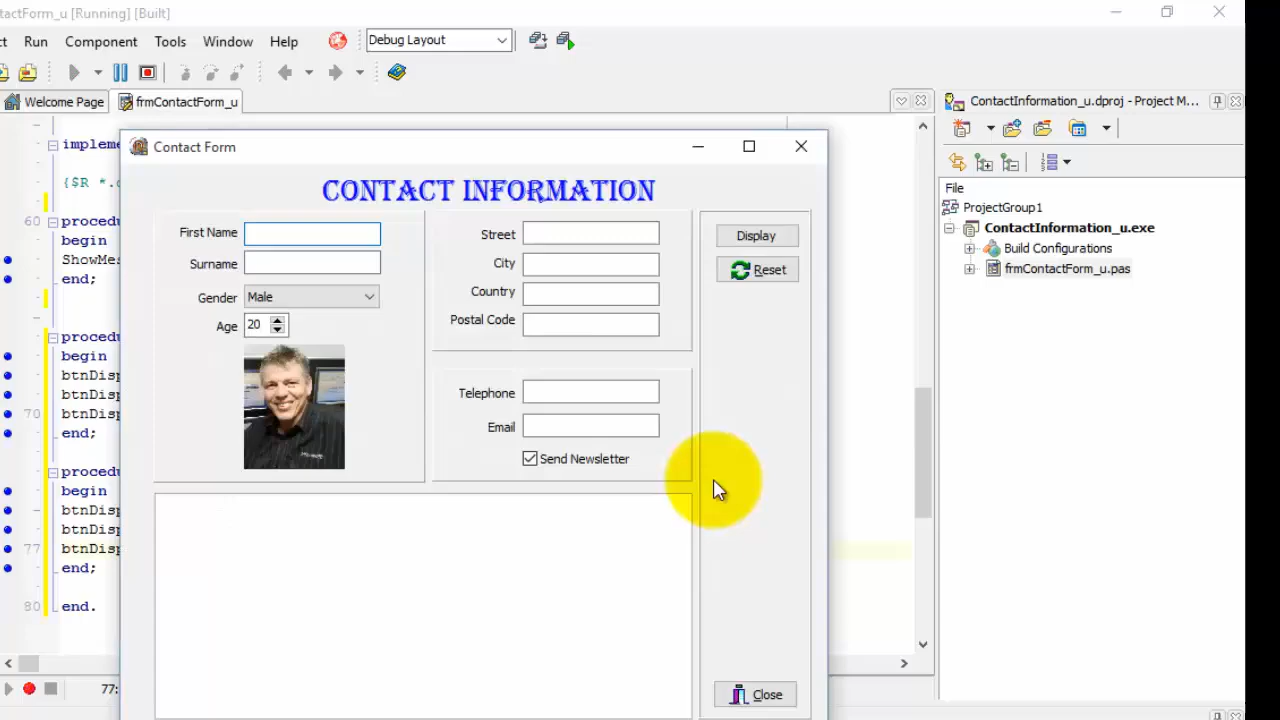 ctForm_u [Running] [Built]
ct Run Component Tools Window Help Debug Layout
Welcome Page frmContactForm_u
ContactInformation_u.dproj - Project M...
File
ProjectGroup1
ContactInformation_u.exe
Build Configurations
frmContactForm_u.pas
impleme
{$R *.
60 procedu
begin
ShowMes
end;
procedu
begin
btnDisp
btnDisp
70 btnDisp
end;
procedu
begin
btnDisp
btnDisp
77 btnDisp
end;
80 end.
77:
Contact Form
CONTACT INFORMATION
First Name
Surname
Gender Male
Age 20
Street
City
Country
Postal Code
Telephone
Email
Send Newsletter
Display
Reset
Close